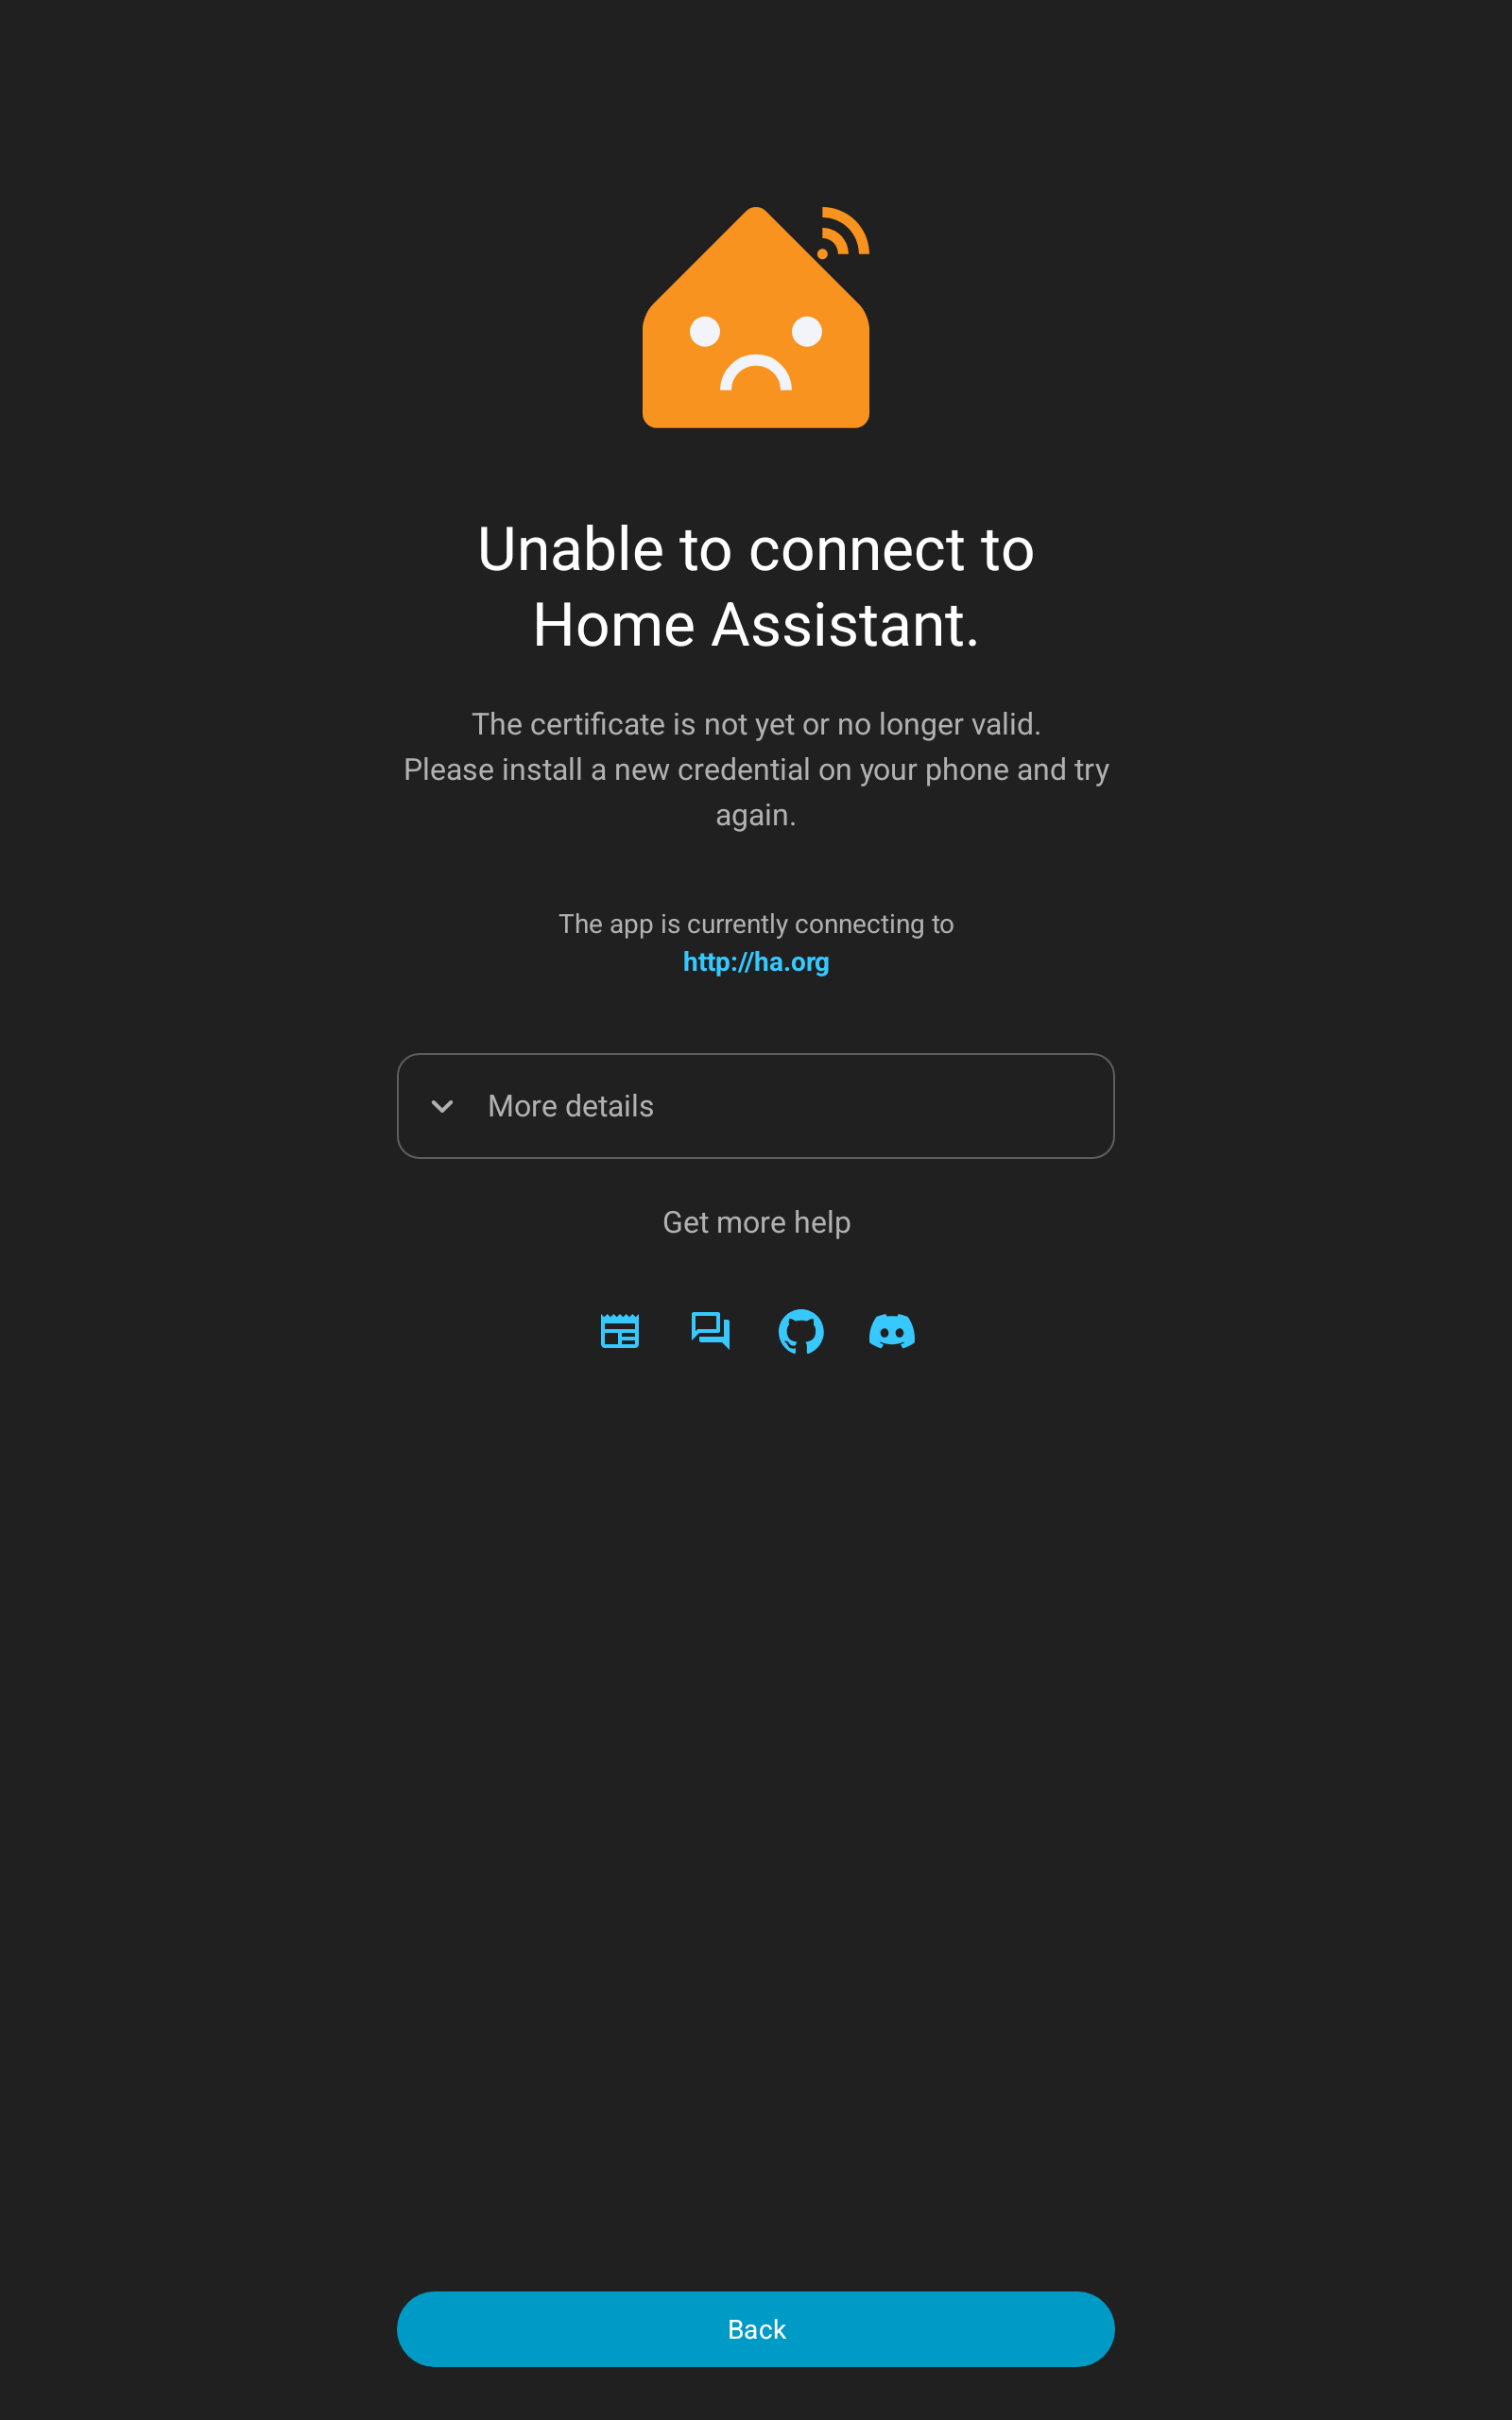 Unable to connect to
Home Assistant.
The certificate is not yet or no longer valid.
Please install a new credential on your phone and try
again.
The app is currently connecting to
http://ha.org
More details
Get more help
Back